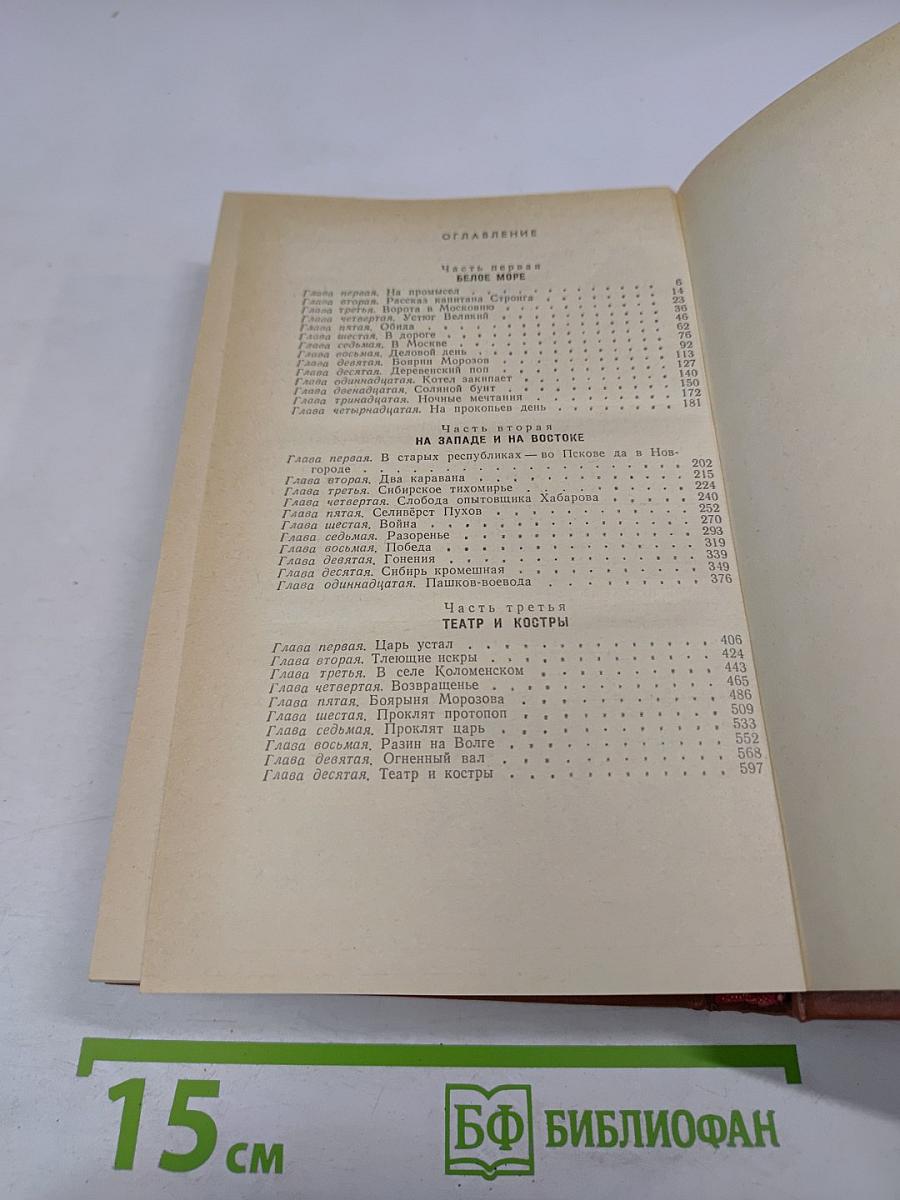 ОГЛАВЛЕНИЕ
Часть первая
БЕЛОЕ МОРЕ
Глава первая. На промысел . . . . . . . . . . 6
Глава вторая. Рассказ капитана Стронга . . . . . . . . . . 14
Глава третья. Ворота в Московию . . . . . . . . . . 23
Глава четвертая. Устюг Великий . . . . . . . . . . 36
Глава пятая. Обида . . . . . . . . . . 46
Глава шестая. В дороге . . . . . . . . . . 62
Глава седьмая. В Москве . . . . . . . . . . 76
Глава восьмая. Деловой день . . . . . . . . . . 92
Глава девятая. Боярин Морозов . . . . . . . . . . 113
Глава десятая. Деревенский поп . . . . . . . . . . 127
Глава одиннадцатая. Котел закипает . . . . . . . . . . 140
Глава двенадцатая. Соляной бунт . . . . . . . . . . 150
Глава тринадцатая. Ночные мечтания . . . . . . . . . . 172
Глава четырнадцатая. На прокопьев день . . . . . . . . . . 181
Часть вторая
НА ЗАПАДЕ И НА ВОСТОКЕ
Глава первая. В старых республиках — во Пскове да в Нов-
городе . . . . . . . . . . 202
Глава вторая. Два каравана . . . . . . . . . . 215
Глава третья. Сибирское тихомирье . . . . . . . . . . 224
Глава четвертая. Слобода опытовщика Хабарова . . . . . . . . . . 240
Глава пятая. Селивёрст Пухов . . . . . . . . . . 252
Глава шестая. Война . . . . . . . . . . 270
Глава седьмая. Разоренье . . . . . . . . . . 293
Глава восьмая. Победа . . . . . . . . . . 319
Глава девятая. Гонения . . . . . . . . . . 339
Глава десятая. Сибирь кромешная . . . . . . . . . . 349
Глава одиннадцатая. Пашков-воевода . . . . . . . . . . 376
Часть третья
ТЕАТР И КОСТРЫ
Глава первая. Царь устал . . . . . . . . . . 406
Глава вторая. Тлеющие искры . . . . . . . . . . 424
Глава третья. В селе Коломенском . . . . . . . . . . 443
Глава четвертая. Возвращенье . . . . . . . . . . 465
Глава пятая. Боярыня Морозова . . . . . . . . . . 486
Глава шестая. Проклят протопоп . . . . . . . . . . 509
Глава седьмая. Проклят царь . . . . . . . . . . 533
Глава восьмая. Разин на Волге . . . . . . . . . . 552
Глава девятая. Огненный вал . . . . . . . . . . 568
Глава десятая. Театр и костры . . . . . . . . . . 597
15 см
БФ БИБЛИОФАН